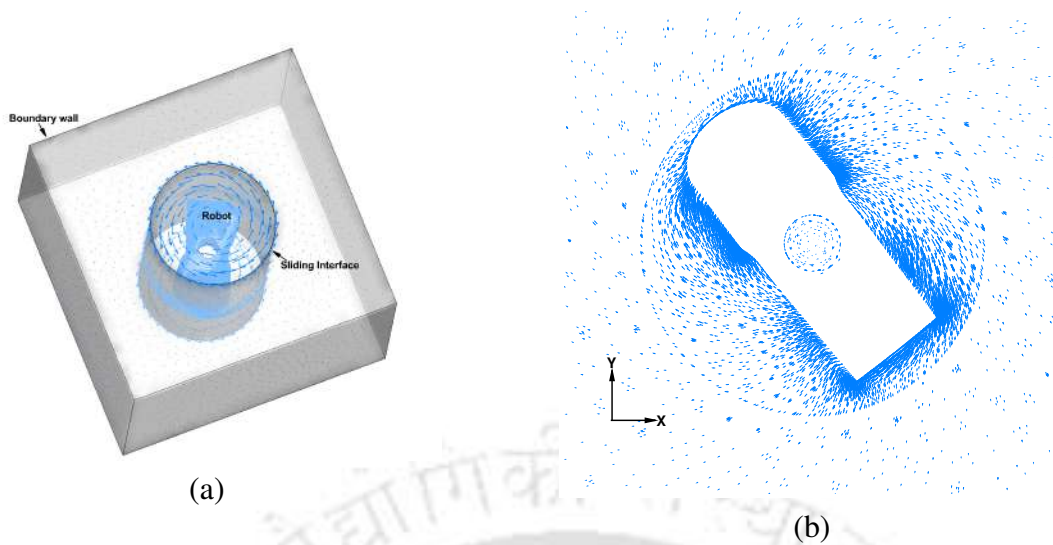 Boundary wall
Robot
Sliding Interface
Y
X
(a)
(b)